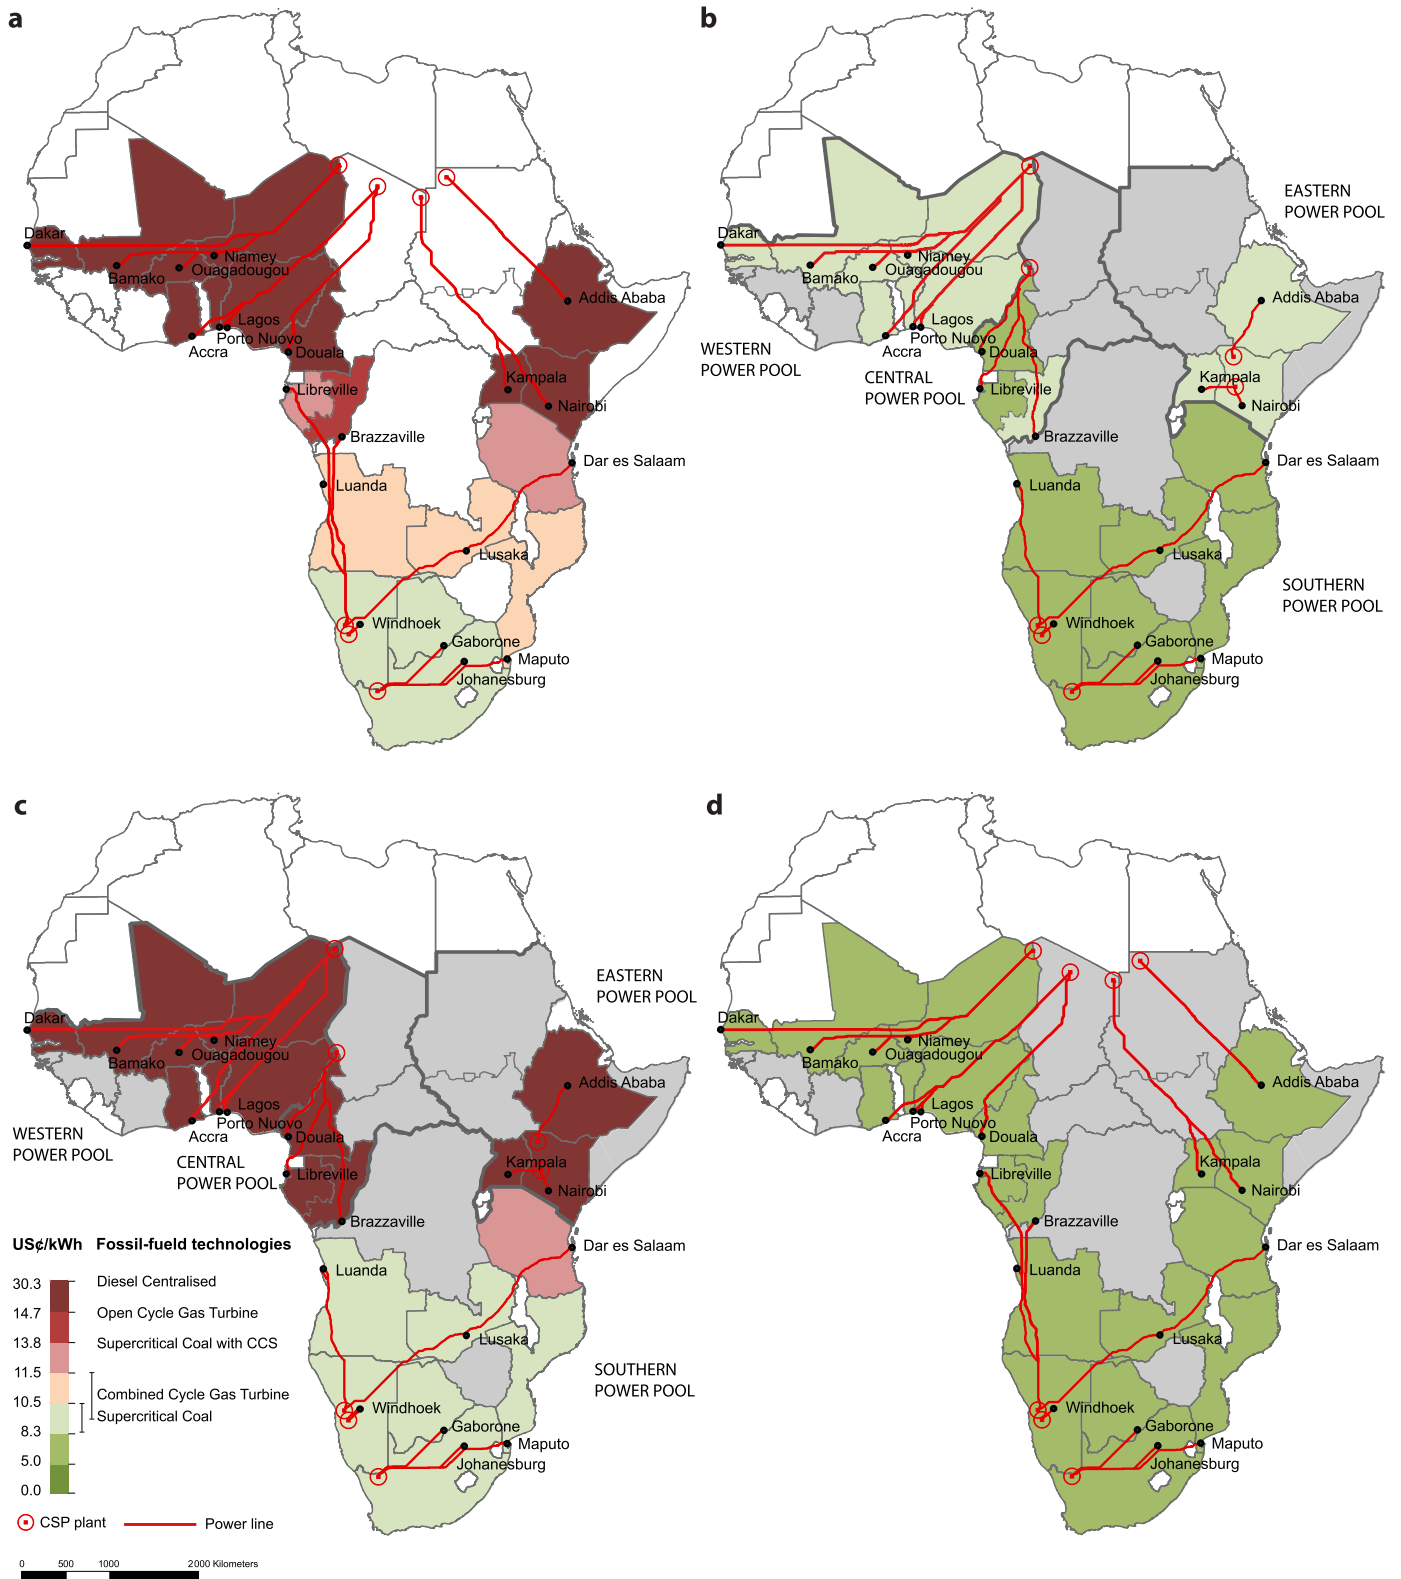 a
Dakar
Niamey
Bamako
Ouagadougou
Lagos
Porto Nuovo
Accra
Douala
Addis Ababa
Kampala
Libreville
Nairobi
Brazzaville
Dar es Salaam
Luanda
Lusaka
Windhoek
Gaborone
Maputo
Johanesburg
b
EASTERN
POWER POOL
Dakar
Niamey
Bamako
Ouagadougou
Addis Ababa
Lagos
Porto Nuovo
Accra
Douala
WESTERN
POWER POOL
CENTRAL
POWER POOL
Kampala
Libreville
Nairobi
Brazzaville
Dar es Salaam
Luanda
Lusaka
SOUTHERN
POWER POOL
Windhoek
Gaborone
Maputo
Johanesburg
c
EASTERN
POWER POOL
Dakar
Niamey
Bamako
Ouagadougou
Addis Ababa
Lagos
Porto Nuovo
Accra
Douala
WESTERN
POWER POOL
CENTRAL
POWER POOL
Kampala
Libreville
Nairobi
Brazzaville
Dar es Salaam
Luanda
Lusaka
SOUTHERN
POWER POOL
Windhoek
Gaborone
Maputo
Johanesburg
US¢/kWh Fossil-fueld technologies
30.3 Diesel Centralised
14.7 Open Cycle Gas Turbine
13.8 Supercritical Coal with CCS
11.5
Combined Cycle Gas Turbine
10.5
Supercritical Coal
8.3
5.0
0.0
CSP plant Power line
0 500 1000 2000 Kilometers
d
Dakar
Niamey
Bamako
Ouagadougou
Addis Ababa
Lagos
Porto Nuovo
Accra
Douala
Kampala
Libreville
Nairobi
Brazzaville
Dar es Salaam
Luanda
Lusaka
Windhoek
Gaborone
Maputo
Johanesburg